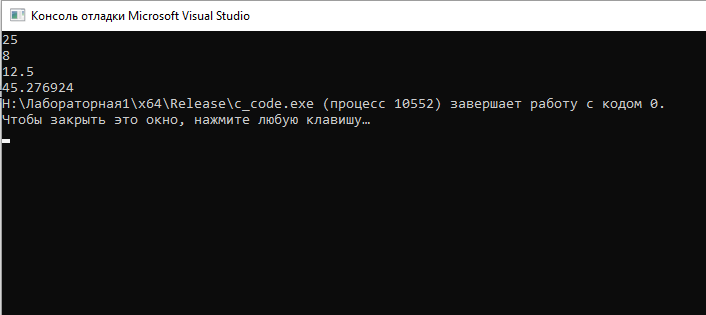 Консоль отладки Microsoft Visual Studio
25
8
12.5
45.276924
H:\Лабораторная1\x64\Release\c_code.exe (процесс 10552) завершает работу с кодом 0.
Чтобы закрыть это окно, нажмите любую клавишу…